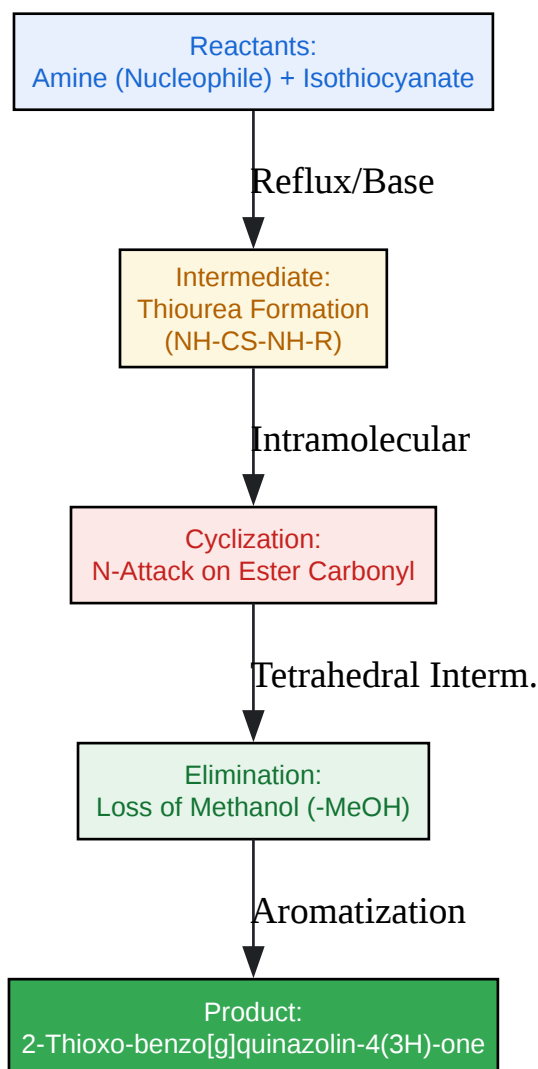 Reactants:
Amine (Nucleophile) + Isothiocyanate
Reflux/Base
Intermediate:
Thiourea Formation
(NH-CS-NH-R)
Intramolecular
Cyclization:
N-Attack on Ester Carbonyl
Tetrahedral Interm.
Elimination:
Loss of Methanol (-MeOH)
Aromatization
Product:
2-Thioxo-benzo[g]quinazolin-4(3H)-one